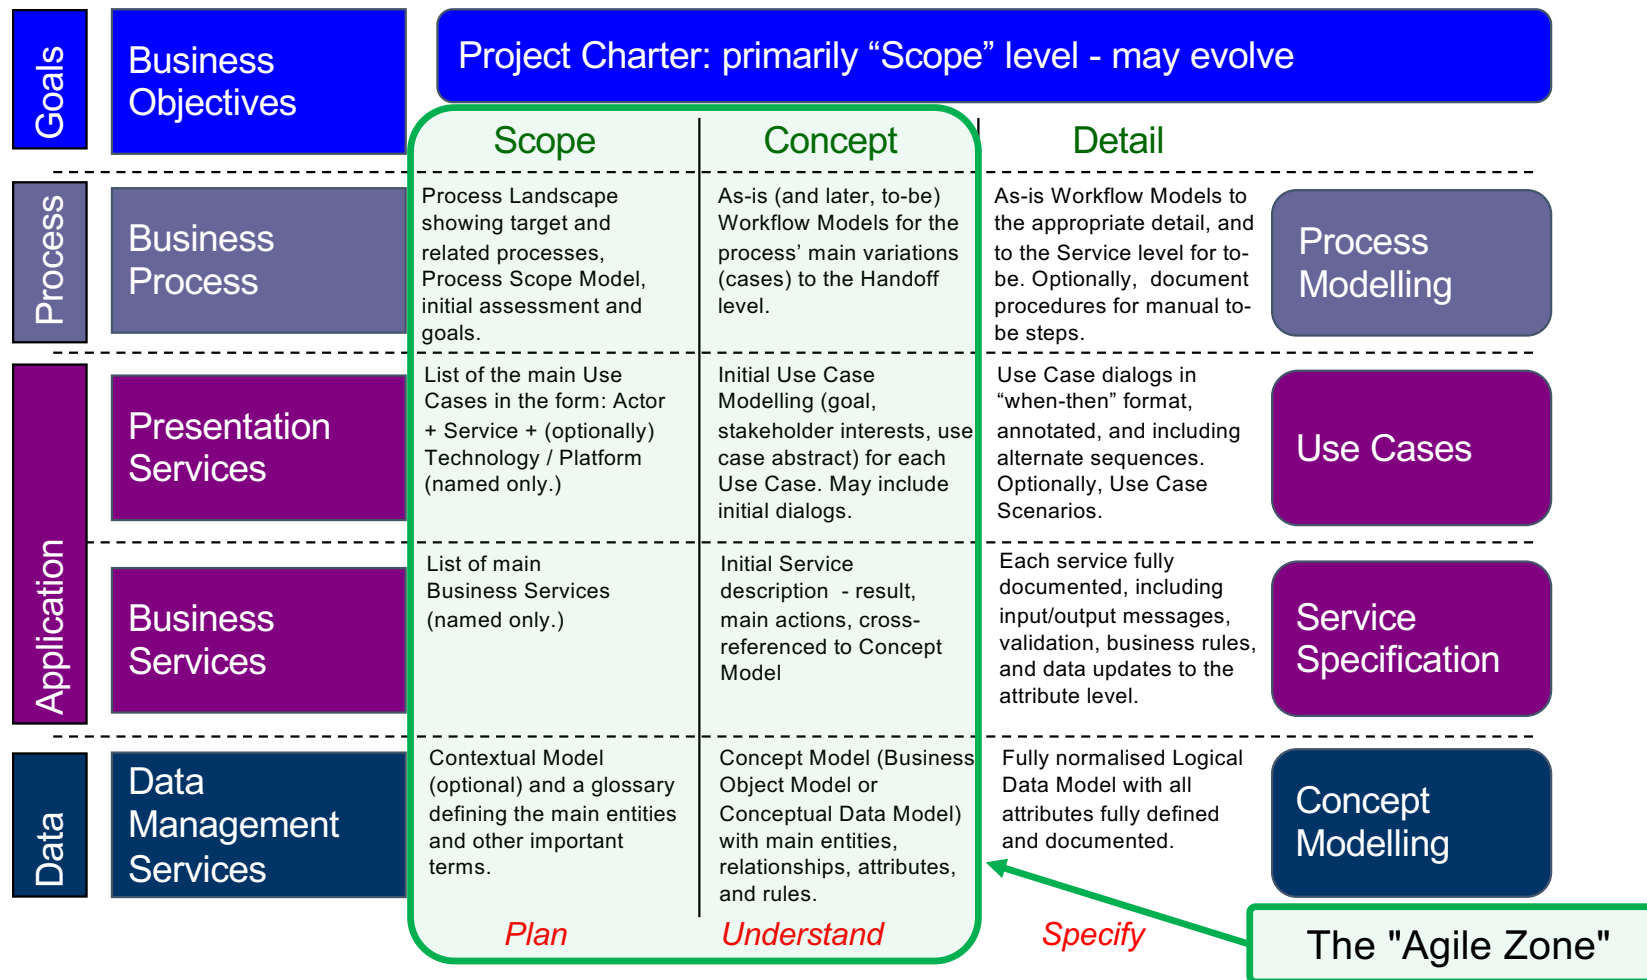 Goals
Business
Objectives
Project Charter: primarily “Scope” level - may evolve
Scope
Concept
Detail
Process
Business
Process
Process Landscape
showing target and
related processes,
Process Scope Model,
initial assessment and
goals.
As-is (and later, to-be)
Workflow Models for the
process’ main variations
(cases) to the Handoff
level.
As-is Workflow Models to
the appropriate detail, and
to the Service level for to-
be. Optionally, document
procedures for manual to-
be steps.
Process
Modelling
Application
Presentation
Services
List of the main Use
Cases in the form: Actor
+ Service + (optionally)
Technology / Platform
(named only.)
Initial Use Case
Modelling (goal,
stakeholder interests, use
case abstract) for each
Use Case. May include
initial dialogs.
Use Case dialogs in
“when-then” format,
annotated, and including
alternate sequences.
Optionally, Use Case
Scenarios.
Use Cases
Business
Services
List of main
Business Services
(named only.)
Initial Service
description - result,
main actions, cross-
referenced to Concept
Model
Each service fully
documented, including
input/output messages,
validation, business rules,
and data updates to the
attribute level.
Service
Specification
Data
Data
Management
Services
Contextual Model
(optional) and a glossary
defining the main entities
and other important
terms.
Concept Model (Business
Object Model or
Conceptual Data Model)
with main entities,
relationships, attributes,
and rules.
Fully normalised Logical
Data Model with all
attributes fully defined
and documented.
Concept
Modelling
Plan
Understand
Specify
The "Agile Zone"